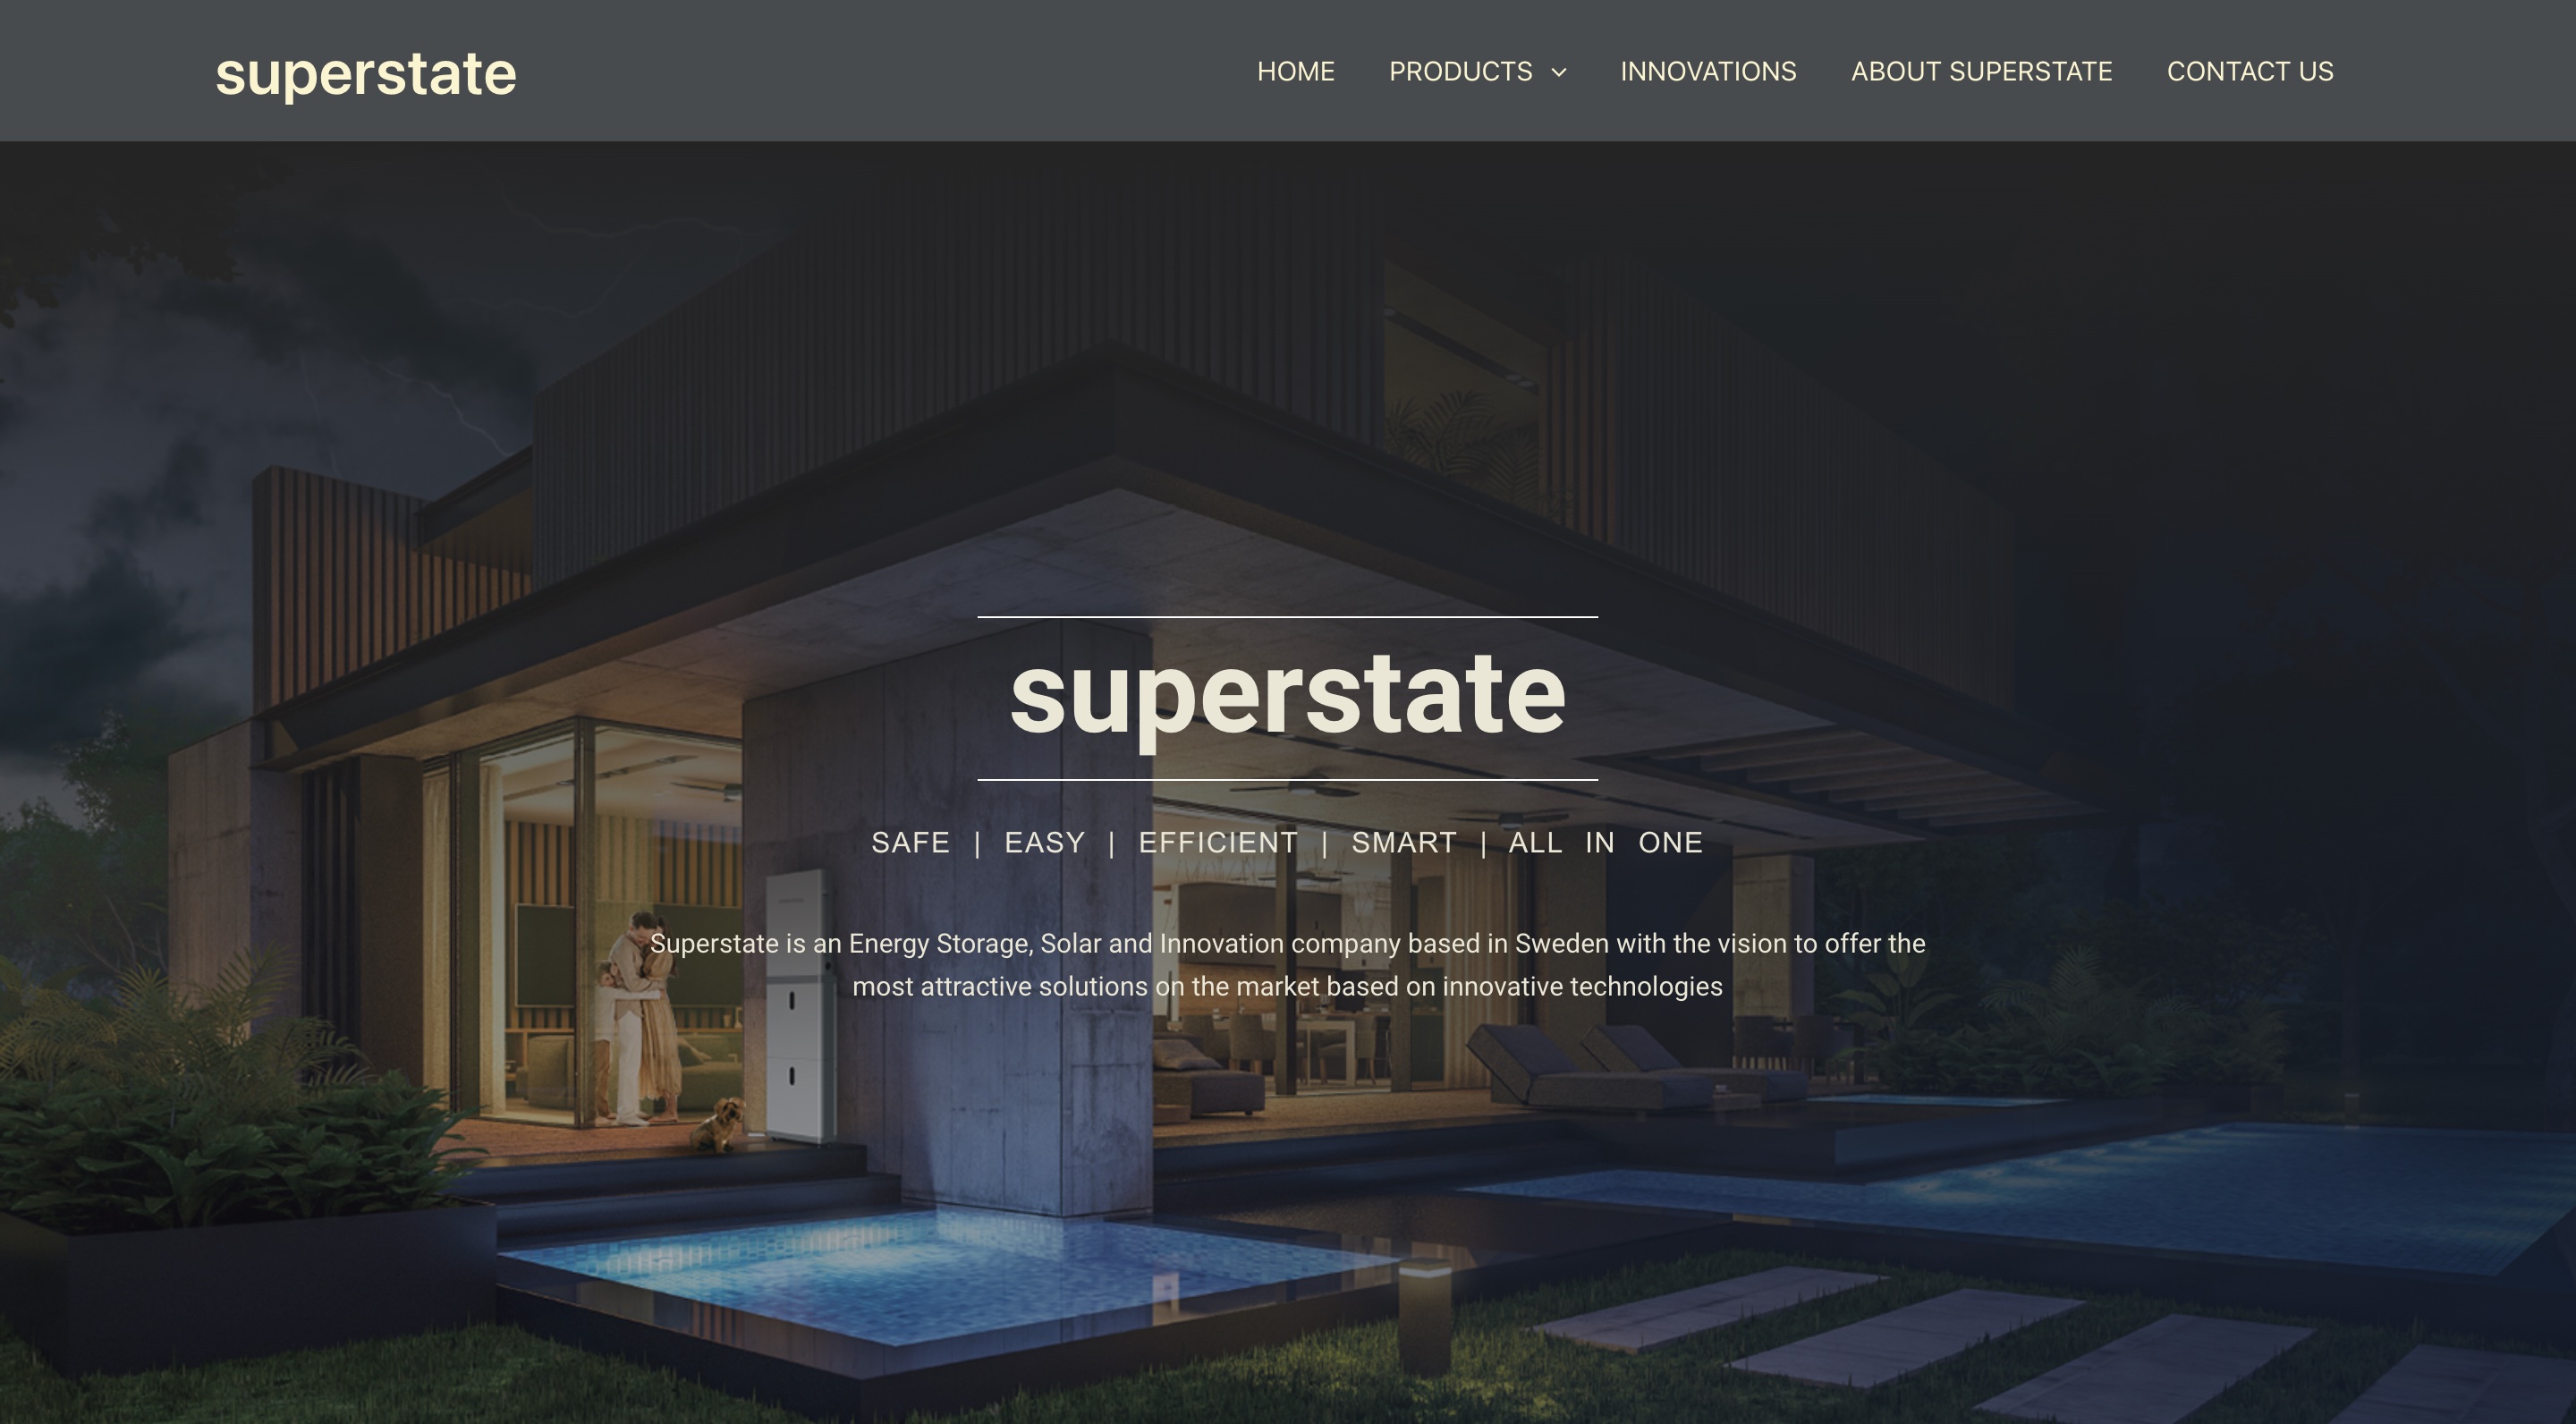 superstate
HOME PRODUCTS INNOVATIONS ABOUT SUPERSTATE CONTACT US
superstate
SAFE | EASY | EFFICIENT | SMART | ALL IN ONE
Superstate is an Energy Storage, Solar and Innovation company based in Sweden with the vision to offer the
most attractive solutions on the market based on innovative technologies